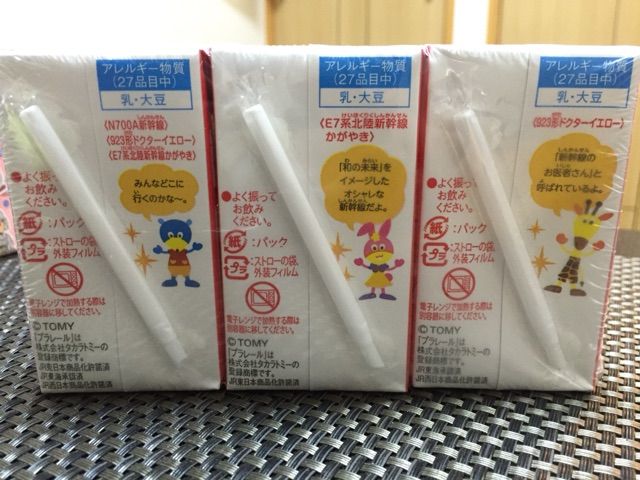 アレルギー物質
(27品目中)
乳・大豆
〈N700A新幹線〉
〈923形ドクターイエロー〉
〈E7系北陸新幹線かがやき〉
●よく振って
お飲み
ください。
みんなどこに
行くのかな〜。
紙:パック
プラ:ストローの袋、
外装フィルム
電子レンジで加熱する際は
別容器に移してください。
©TOMY
「プラレール」は
株式会社タカラトミーの
登録商標です。
JR東日本商品化許諾済
JR東海承認済
JR西日本商品化許諾済
アレルギー物質
(27品目中)
乳・大豆
〈E7系北陸新幹線
かがやき〉
●よく振って
お飲み
ください。
「和の未来」を
イメージした
オシャレな
新幹線だよ。
紙:パック
プラ:ストローの袋、
外装フィルム
電子レンジで加熱する際は
別容器に移してください。
©TOMY
「プラレール」は
株式会社タカラトミーの
登録商標です。
JR東日本商品化許諾済
JR西日本商品化許諾済
アレルギー物質
(27品目中)
乳・大豆
〈923形ドクターイエロー〉
●よく振って
お飲み
ください。
「新幹線の
お医者さん」と
呼ばれているよ。
紙:パック
プラ:ストローの袋、
外装フィルム
電子レンジで加熱する際は
別容器に移してください。
©TOMY
「プラレール」は
株式会社タカラトミーの
登録商標です。
JR東海承認済
JR西日本商品化許諾済